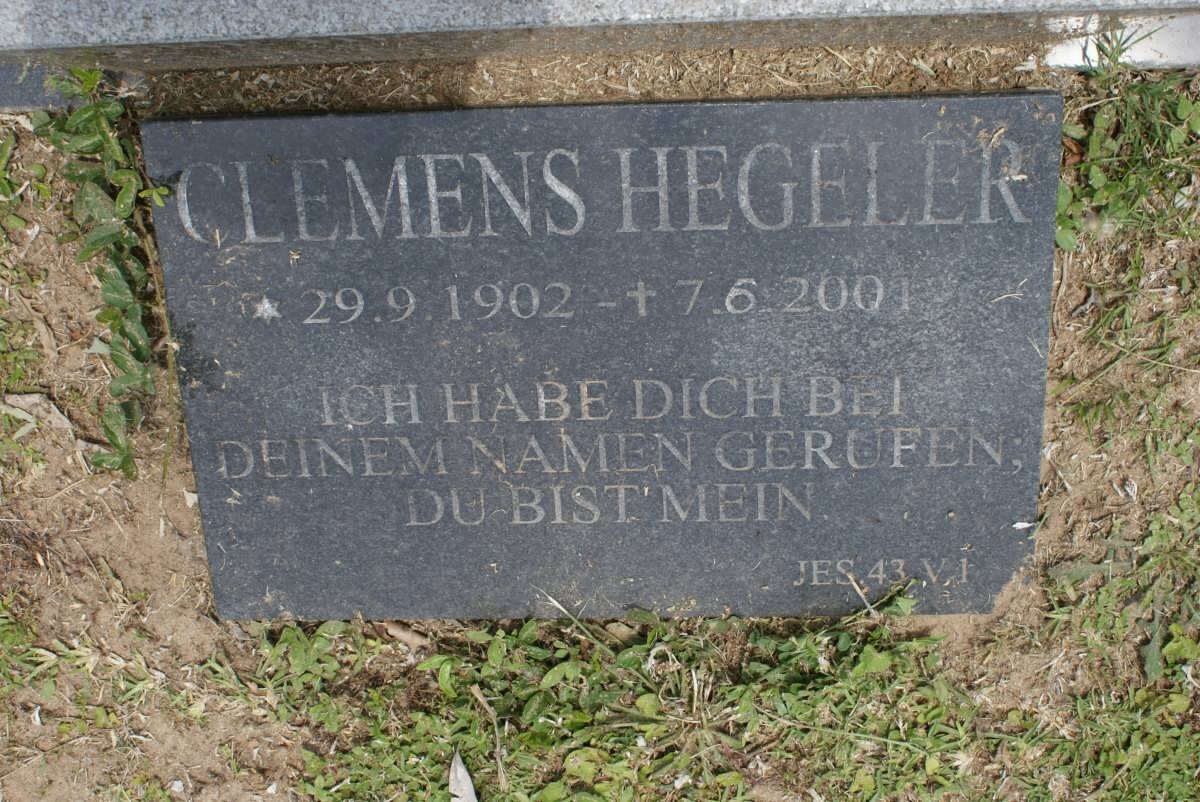 CLEMENS HEGELER
* 29.9.1902 - † 7.6.2001
ICH HABE DICH BEI
DEINEM NAMEN GERUFEN;
DU BIST MEIN
JES 43 V.1